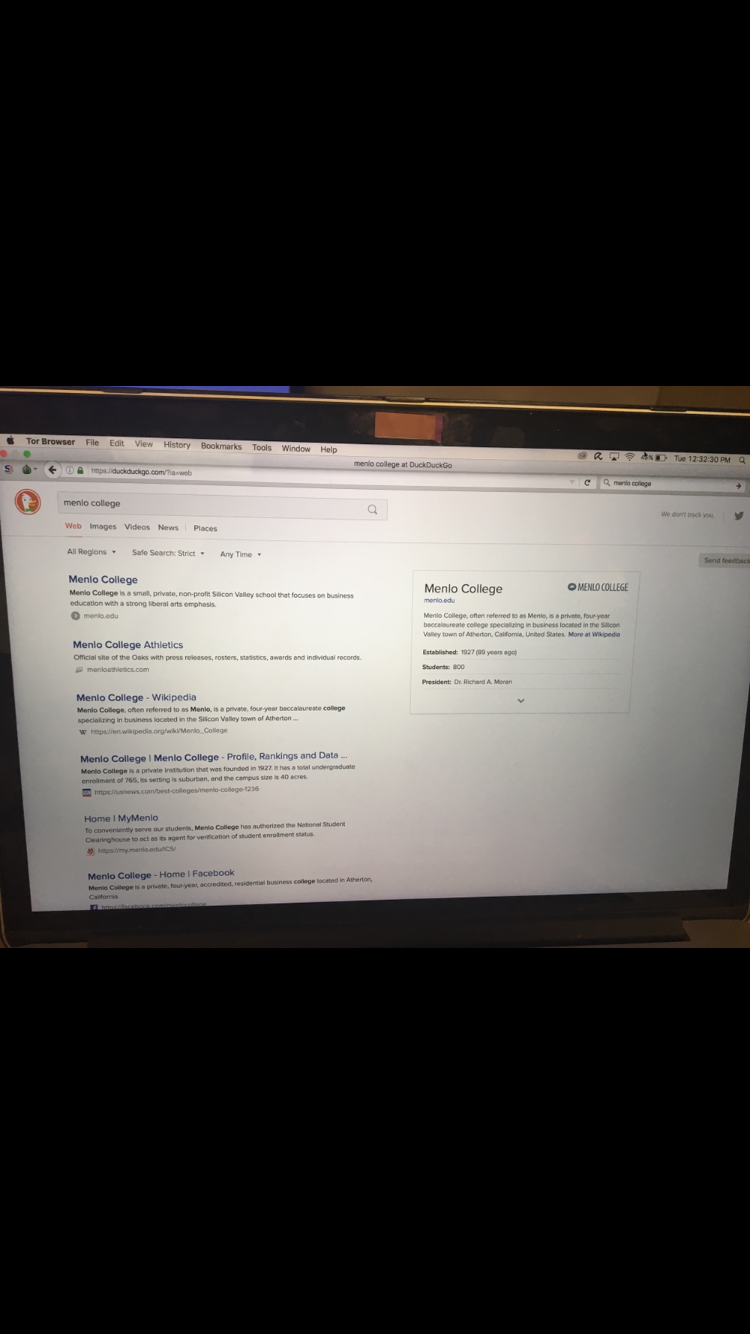 Tor Browser File Edit View History Bookmarks Tools Window Help
Tue 12:32:30 PM
menlo college at DuckDuckGo
https://duckduckgo.com/?ia=web
menlo college
menlo college
We don't track you.
Web Images Videos News Places
All Regions Safe Search: Strict Any Time
Send feedback
Menlo College
Menlo College is a small, private, non-profit Silicon Valley school that focuses on business
education with a strong liberal arts emphasis.
menlo.edu
Menlo College Athletics
Official site of the Oaks with press releases, rosters, statistics, awards and individual records.
menloathletics.com
Menlo College - Wikipedia
Menlo College, often referred to as Menlo, is a private, four-year baccalaureate college
specializing in business located in the Silicon Valley town of Atherton ...
W https://en.wikipedia.org/wiki/Menlo_College
Menlo College | Menlo College - Profile, Rankings and Data ...
Menlo College is a private institution that was founded in 1927. It has a total undergraduate
enrollment of 765, its setting is suburban, and the campus size is 40 acres.
https://usnews.com/best-colleges/menlo-college-1236
Home | MyMenlo
To conveniently serve our students, Menlo College has authorized the National Student
Clearinghouse to act as its agent for verification of student enrollment status.
https://my.menlo.edu/ICS/
Menlo College - Home | Facebook
Menlo College is a private, four-year, accredited, residential business college located in Atherton,
California
Menlo College
MENLO COLLEGE
menlo.edu
Menlo College, often referred to as Menlo, is a private, four-year
baccalaureate college specializing in business located in the Silicon
Valley town of Atherton, California, United States. More at Wikipedia
Established: 1927 (89 years ago)
Students: 800
President: Dr. Richard A. Moran